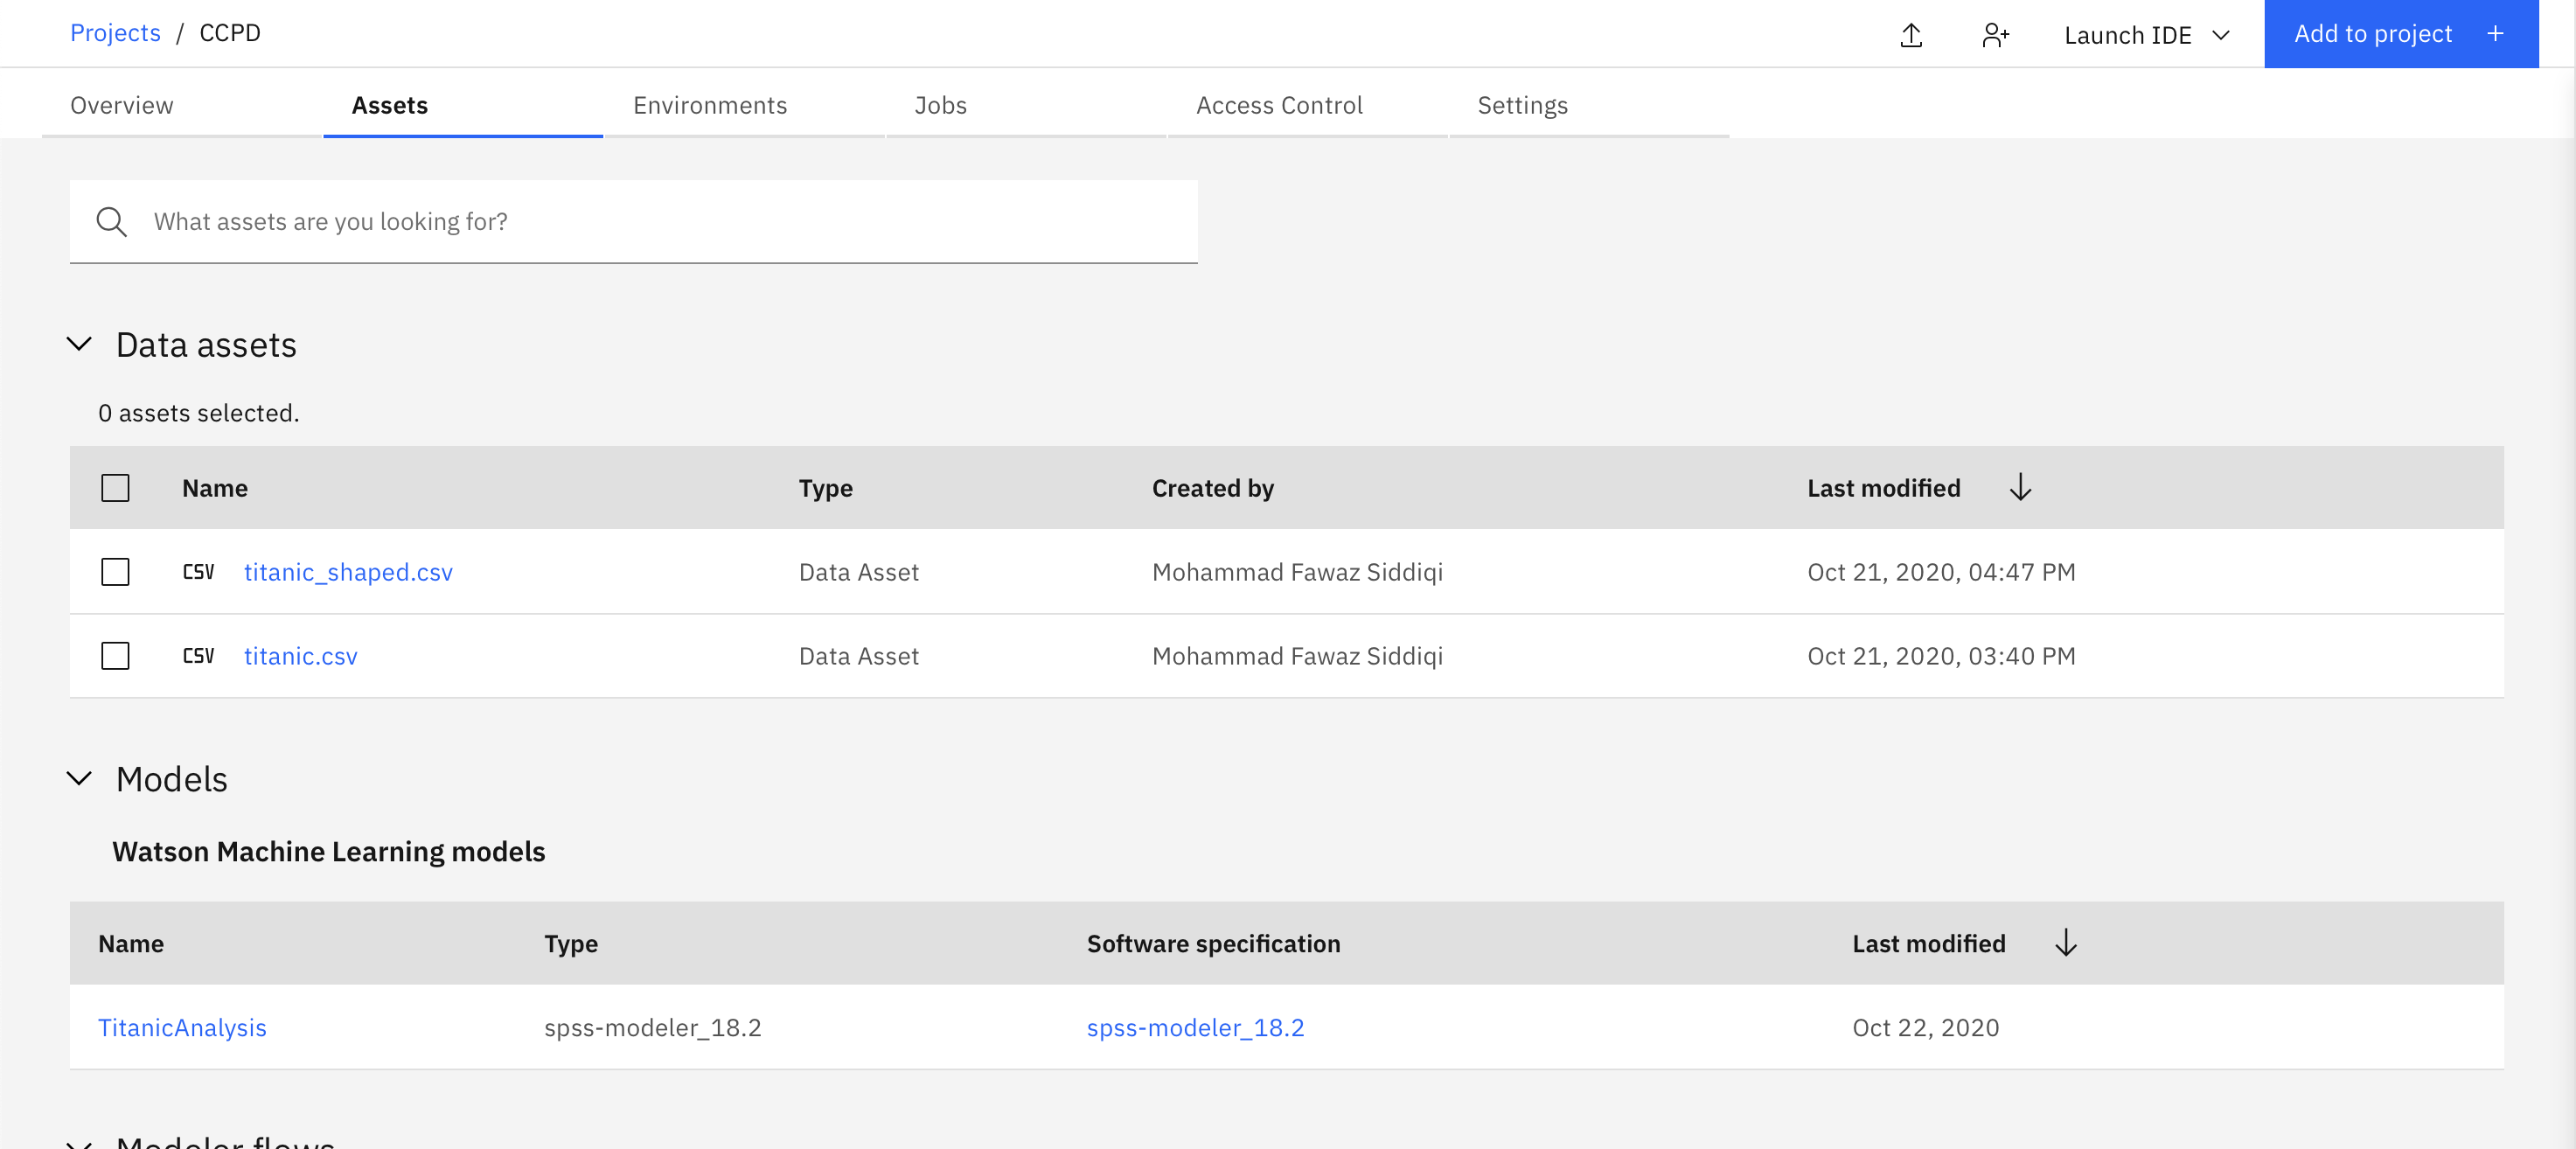 Projects / CCPD
Launch IDE
Add to project +
Overview
Assets
Environments
Jobs
Access Control
Settings
What assets are you looking for?
Data assets
0 assets selected.
Name Type Created by Last modified
CSV titanic_shaped.csv Data Asset Mohammad Fawaz Siddiqi Oct 21, 2020, 04:47 PM
CSV titanic.csv Data Asset Mohammad Fawaz Siddiqi Oct 21, 2020, 03:40 PM
Models
Watson Machine Learning models
Name Type Software specification Last modified
TitanicAnalysis spss-modeler_18.2 spss-modeler_18.2 Oct 22, 2020
Modeler flows